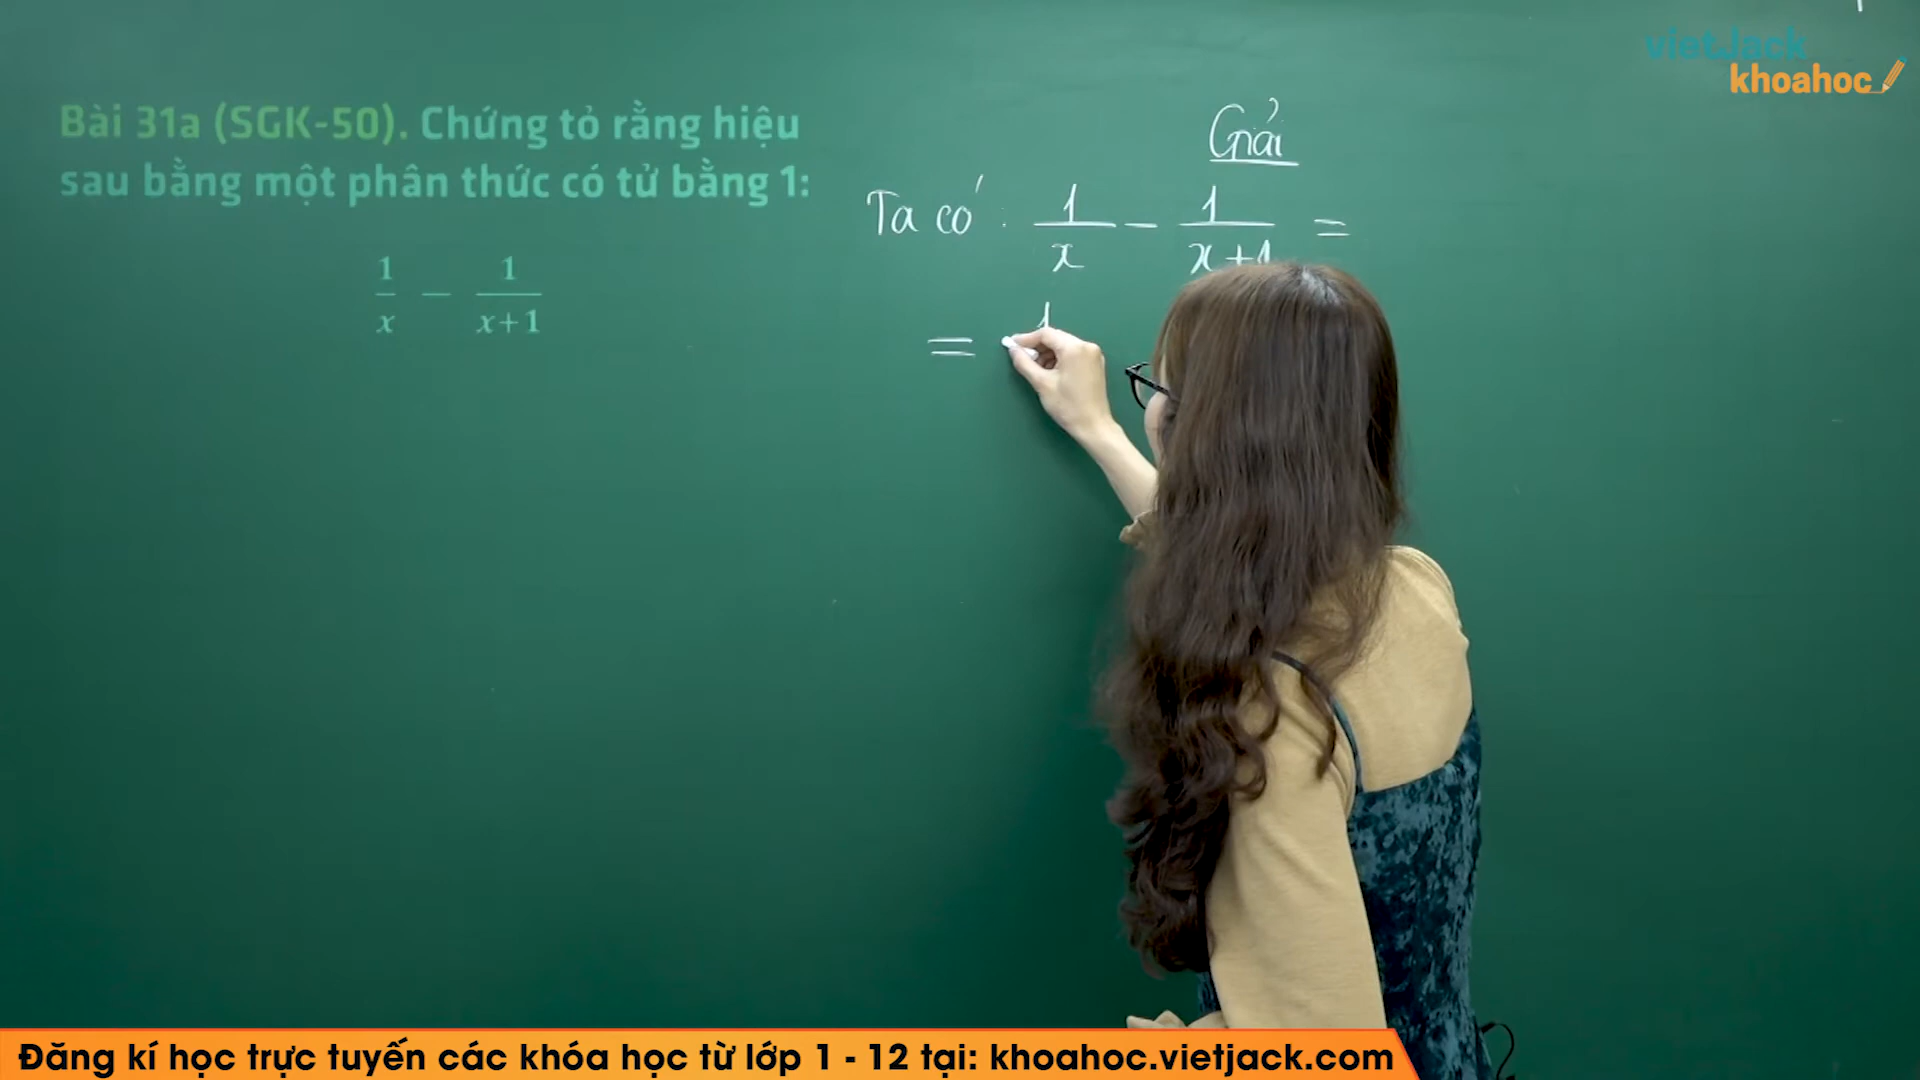 vietJack
khoahoc
Bài 31a (SGK-50). Chứng tỏ rằng hiệu
sau bằng một phân thức có tử bằng 1:
1/x − 1/(x+1)
Giải
Ta có: 1/x − 1/(x+1) =
= 1
Đăng kí học trực tuyến các khóa học từ lớp 1 - 12 tại: khoahoc.vietjack.com